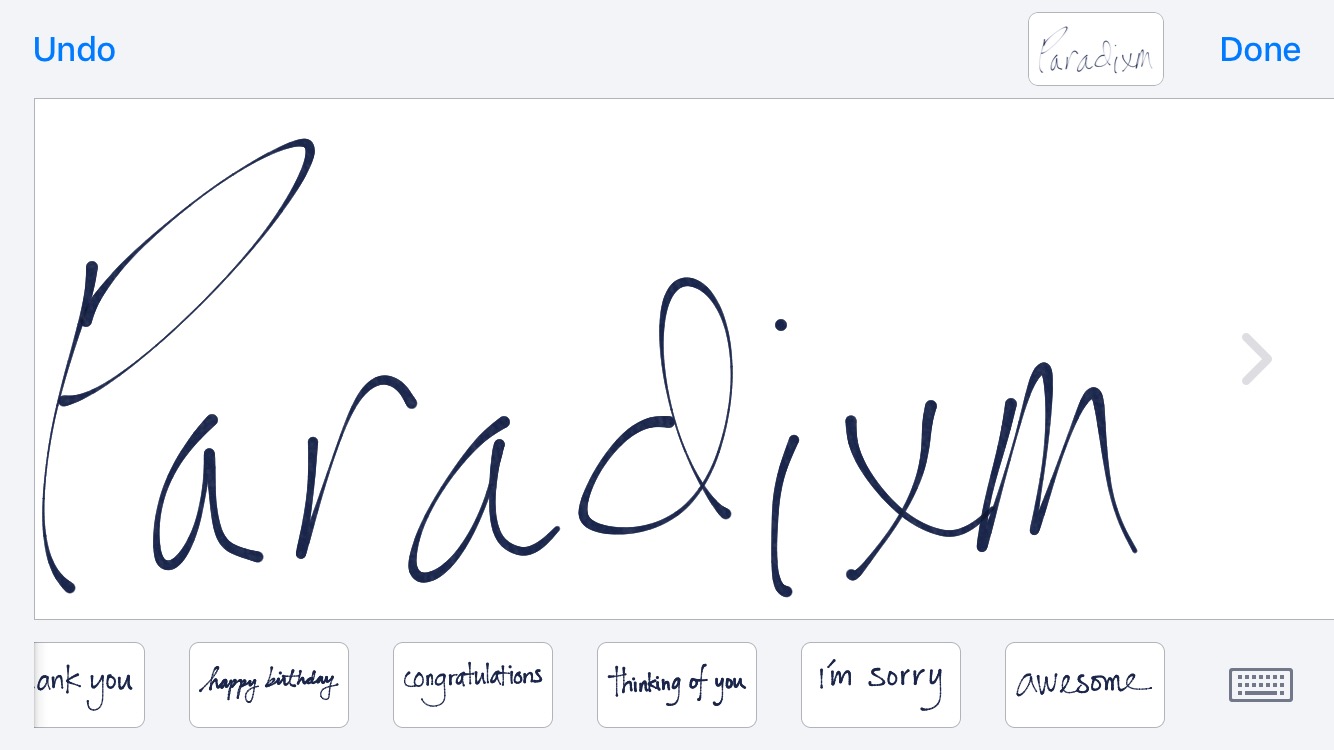 Undo Paradixm Done
Paradixm
ank you happy birthday congratulations thinking of you i'm sorry awesome